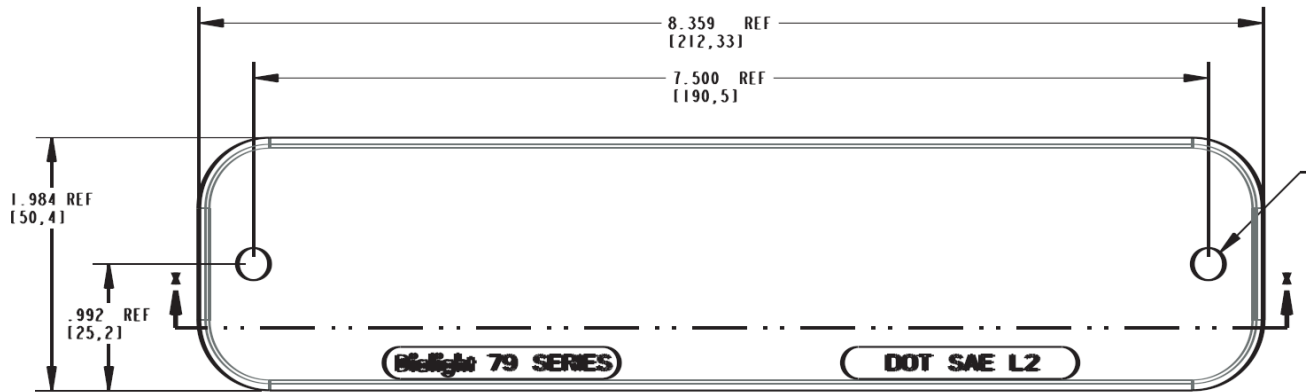 8.359 REF
[212,33]
7.500 REF
[190,5]
1.984 REF
[50,4]
X X
.992 REF
[25,2]
79 SERIES DOT SAE L2